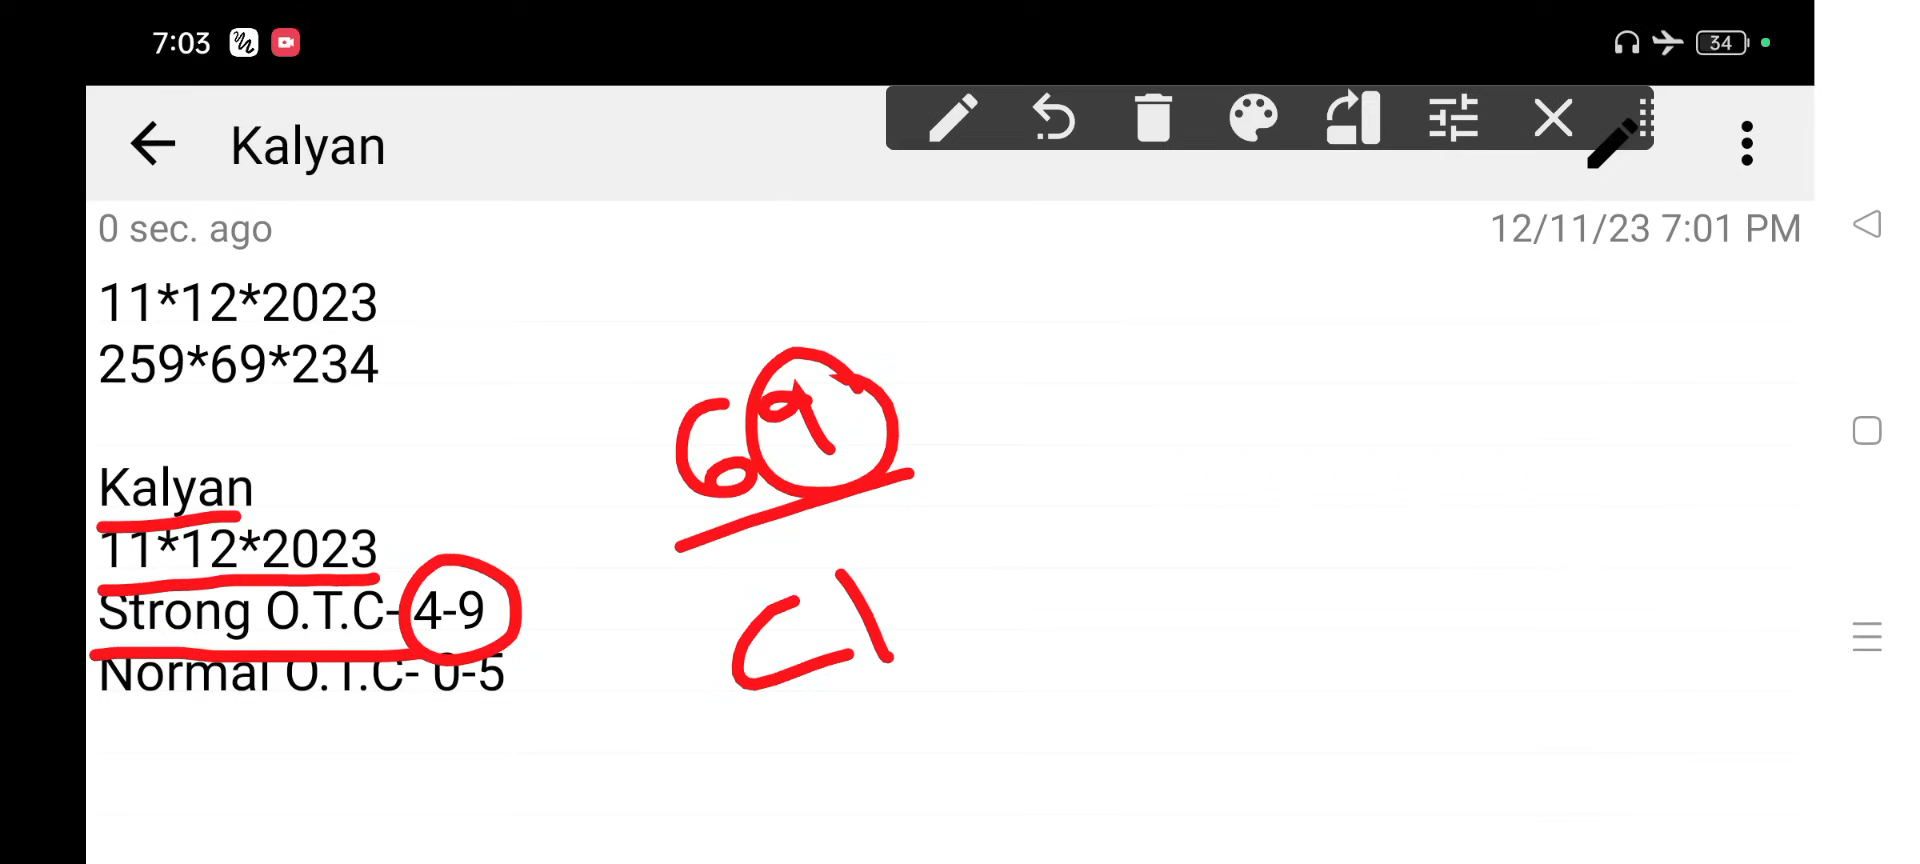 7:03
34
Kalyan
0 sec. ago
12/11/23 7:01 PM
11*12*2023
259*69*234
69
Kalyan
11*12*2023
Strong O.T.C- 4-9
Normal O.T.C- 0-5